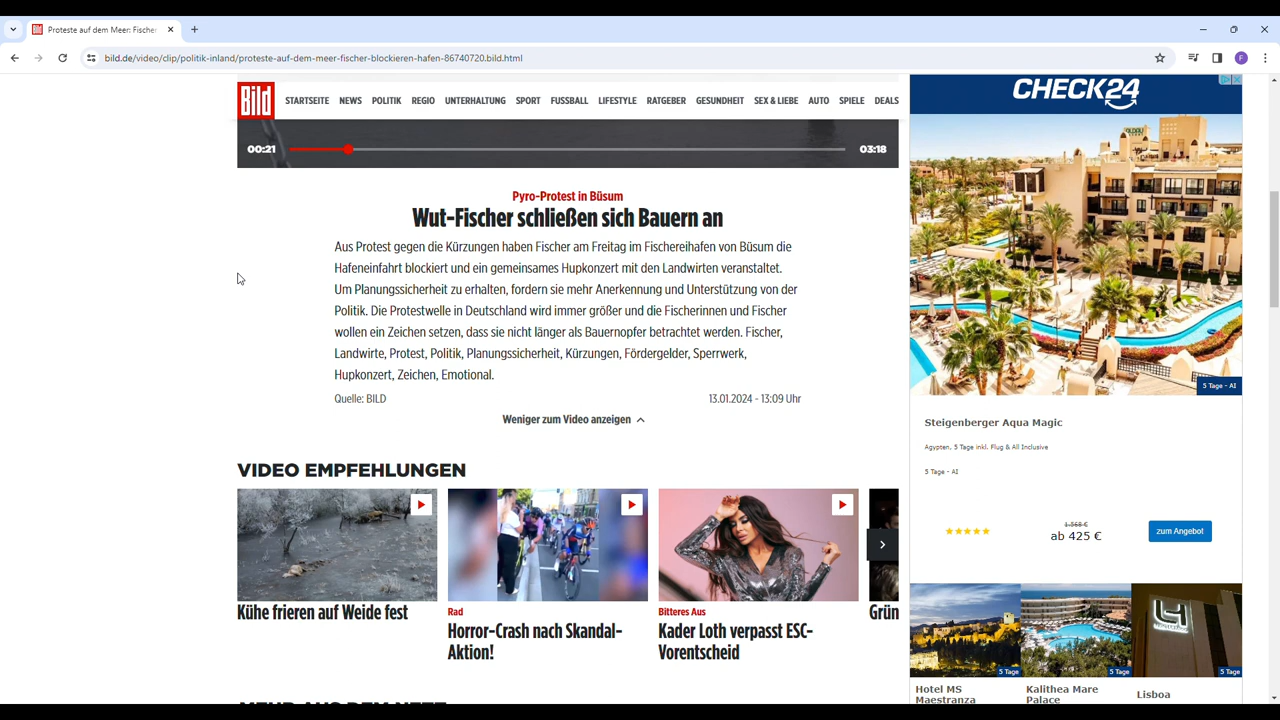 Proteste auf dem Meer: Fischer
bild.de/video/clip/politik-inland/proteste-auf-dem-meer-fischer-blockieren-hafen-86740720.bild.html
F
Bild
STARTSEITE NEWS POLITIK REGIO UNTERHALTUNG SPORT FUSSBALL LIFESTYLE RATGEBER GESUNDHEIT SEX & LIEBE AUTO SPIELE DEALS
00:21
03:18
Pyro-Protest in Büsum
Wut-Fischer schließen sich Bauern an
Aus Protest gegen die Kürzungen haben Fischer am Freitag im Fischereihafen von Büsum die
Hafeneinfahrt blockiert und ein gemeinsames Hupkonzert mit den Landwirten veranstaltet.
Um Planungssicherheit zu erhalten, fordern sie mehr Anerkennung und Unterstützung von der
Politik. Die Protestwelle in Deutschland wird immer größer und die Fischerinnen und Fischer
wollen ein Zeichen setzen, dass sie nicht länger als Bauernopfer betrachtet werden. Fischer,
Landwirte, Protest, Politik, Planungssicherheit, Kürzungen, Fördergelder, Sperrwerk,
Hupkonzert, Zeichen, Emotional.
Quelle: BILD
13.01.2024 - 13:09 Uhr
Weniger zum Video anzeigen
VIDEO EMPFEHLUNGEN
Kühe frieren auf Weide fest
Rad
Horror-Crash nach Skandal-
Aktion!
Bitteres Aus
Kader Loth verpasst ESC-
Vorentscheid
Grün
CHECK24
5 Tage - AI
Steigenberger Aqua Magic
Ägypten, 5 Tage inkl. Flug & All Inclusive
5 Tage - AI
1.568 €
ab 425 €
zum Angebot
5 Tage
5 Tage
5 Tage
Hotel MS
Maestranza
Kalithea Mare
Palace
Lisboa